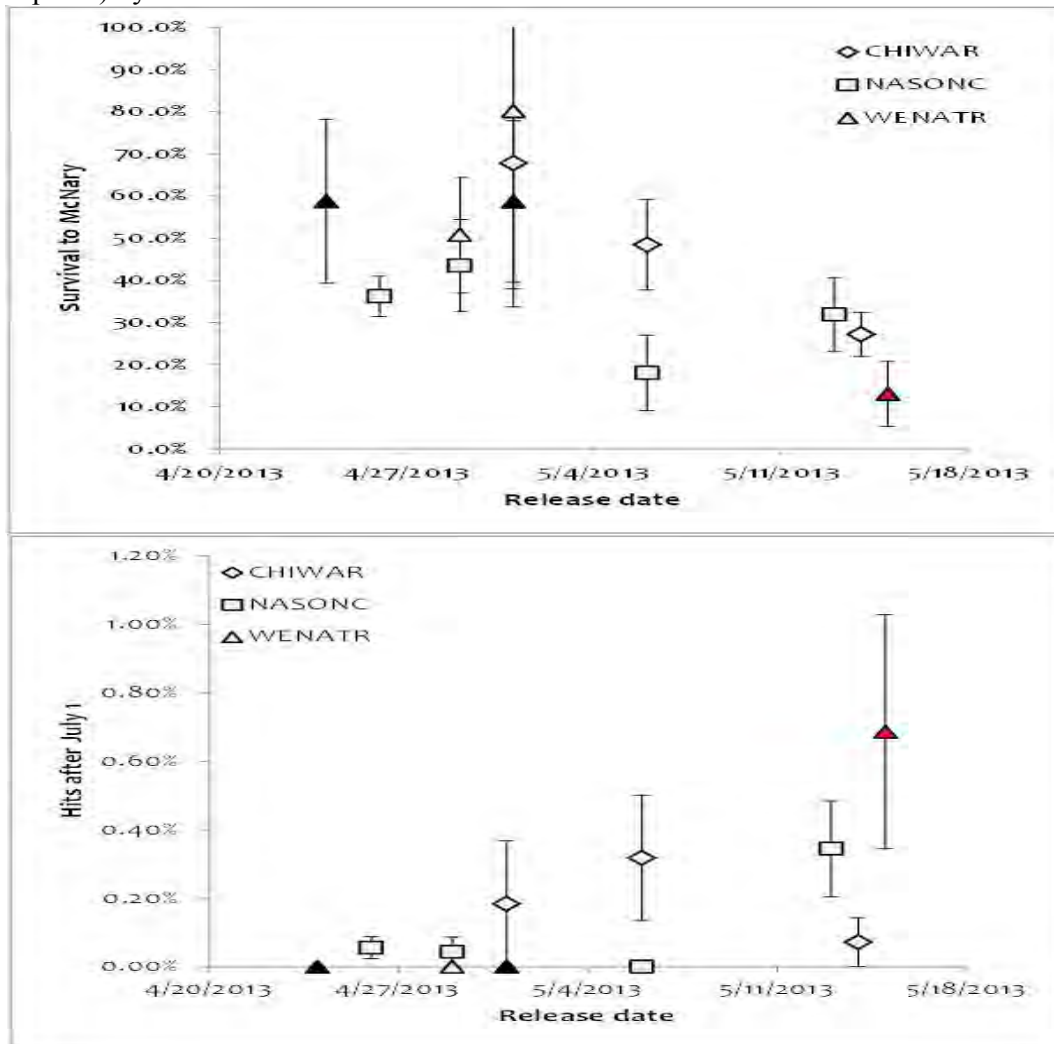 100.0%
90.0%
80.0%
70.0%
60.0%
50.0%
40.0%
30.0%
20.0%
10.0%
0.0%
Survival to McNary
CHIWAR
NASONC
WENATR
4/20/2013 4/27/2013 5/4/2013 5/11/2013 5/18/2013
Release date
1.20%
1.00%
0.80%
0.60%
0.40%
0.20%
0.00%
Hits after July 1
CHIWAR
NASONC
WENATR
4/20/2013 4/27/2013 5/4/2013 5/11/2013 5/18/2013
Release date